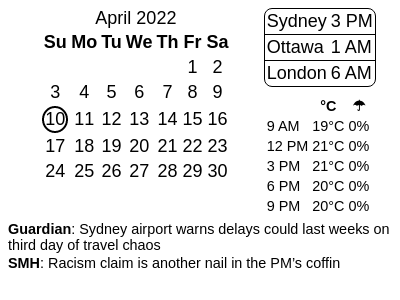 April 2022
Su Mo Tu We Th Fr Sa
1 2
3 4 5 6 7 8 9
10 11 12 13 14 15 16
17 18 19 20 21 22 23
24 25 26 27 28 29 30
Sydney 3 PM
Ottawa 1 AM
London 6 AM
°C ☂
9 AM 19°C 0%
12 PM 21°C 0%
3 PM 21°C 0%
6 PM 20°C 0%
9 PM 20°C 0%
Guardian: Sydney airport warns delays could last weeks on
third day of travel chaos
SMH: Racism claim is another nail in the PM's coffin